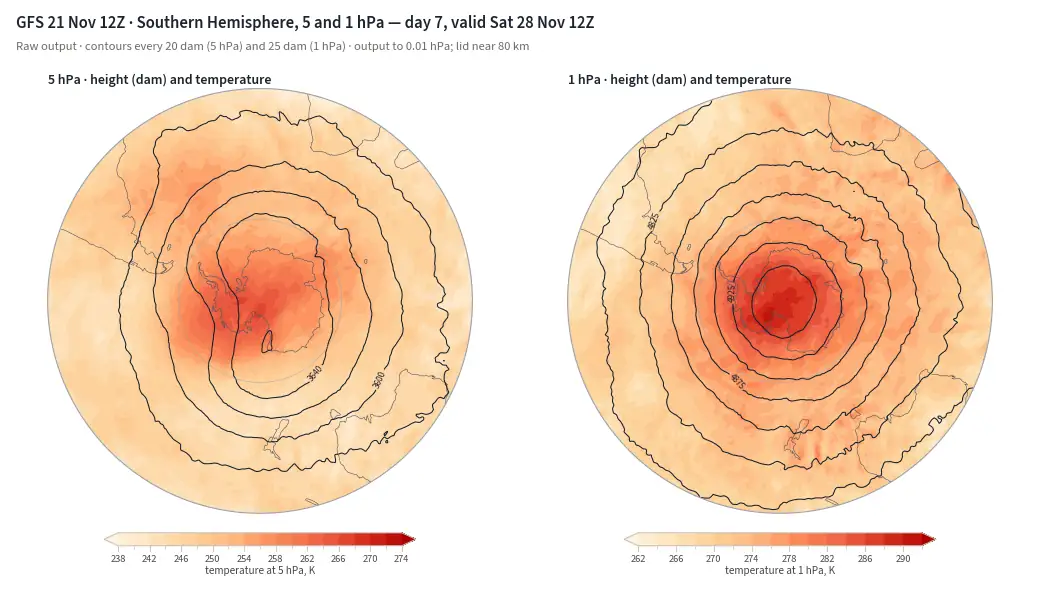 GFS 21 Nov 12Z · Southern Hemisphere, 5 and 1 hPa — day 7, valid Sat 28 Nov 12Z
Raw output · contours every 20 dam (5 hPa) and 25 dam (1 hPa) · output to 0.01 hPa; lid near 80 km
5 hPa · height (dam) and temperature
1 hPa · height (dam) and temperature
4825
4925
3640
3600
4875
238 242 246 250 254 258 262 266 270 274
temperature at 5 hPa, K
262 266 270 274 278 282 286 290
temperature at 1 hPa, K